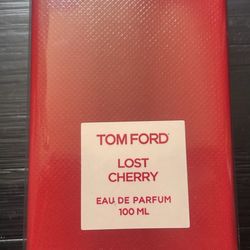 TOM FORD
LOST
CHERRY
EAU DE PARFUM
100 ML